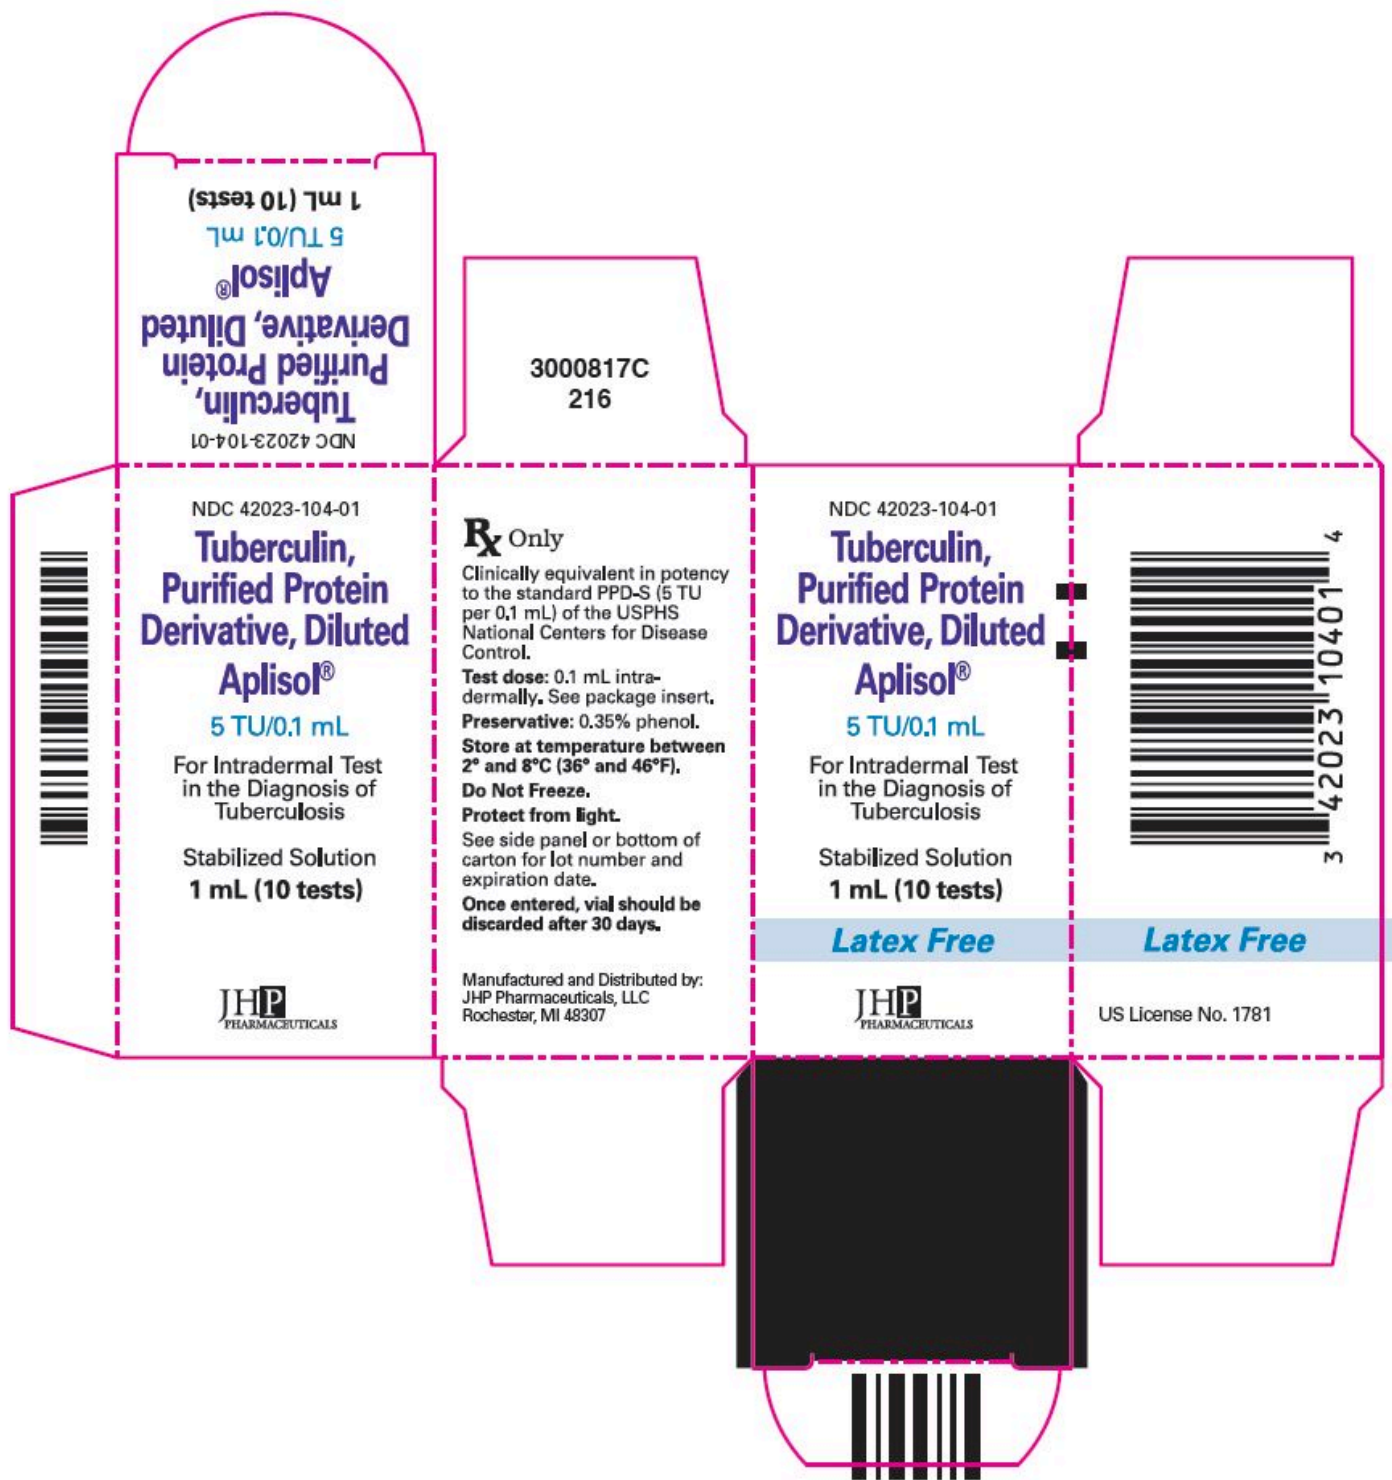 1 mL (10 tests)
5 TU/0.1 mL
Aplisol®
Derivative, Diluted
Purified Protein
Tuberculin,
NDC 42023-104-01
3000817C
216
NDC 42023-104-01
Tuberculin,
Purified Protein
Derivative, Diluted
Aplisol®
5 TU/0.1 mL
For Intradermal Test
in the Diagnosis of
Tuberculosis
Stabilized Solution
1 mL (10 tests)
JHP
PHARMACEUTICALS
Rx Only
Clinically equivalent in potency
to the standard PPD-S (5 TU
per 0.1 mL) of the USPHS
National Centers for Disease
Control.
Test dose: 0.1 mL intra-
dermally. See package insert.
Preservative: 0.35% phenol.
Store at temperature between
2° and 8°C (36° and 46°F).
Do Not Freeze.
Protect from light.
See side panel or bottom of
carton for lot number and
expiration date.
Once entered, vial should be
discarded after 30 days.
Manufactured and Distributed by:
JHP Pharmaceuticals, LLC
Rochester, MI 48307
NDC 42023-104-01
Tuberculin,
Purified Protein
Derivative, Diluted
Aplisol®
5 TU/0.1 mL
For Intradermal Test
in the Diagnosis of
Tuberculosis
Stabilized Solution
1 mL (10 tests)
Latex Free
JHP
PHARMACEUTICALS
3 42023 10401 4
Latex Free
US License No. 1781